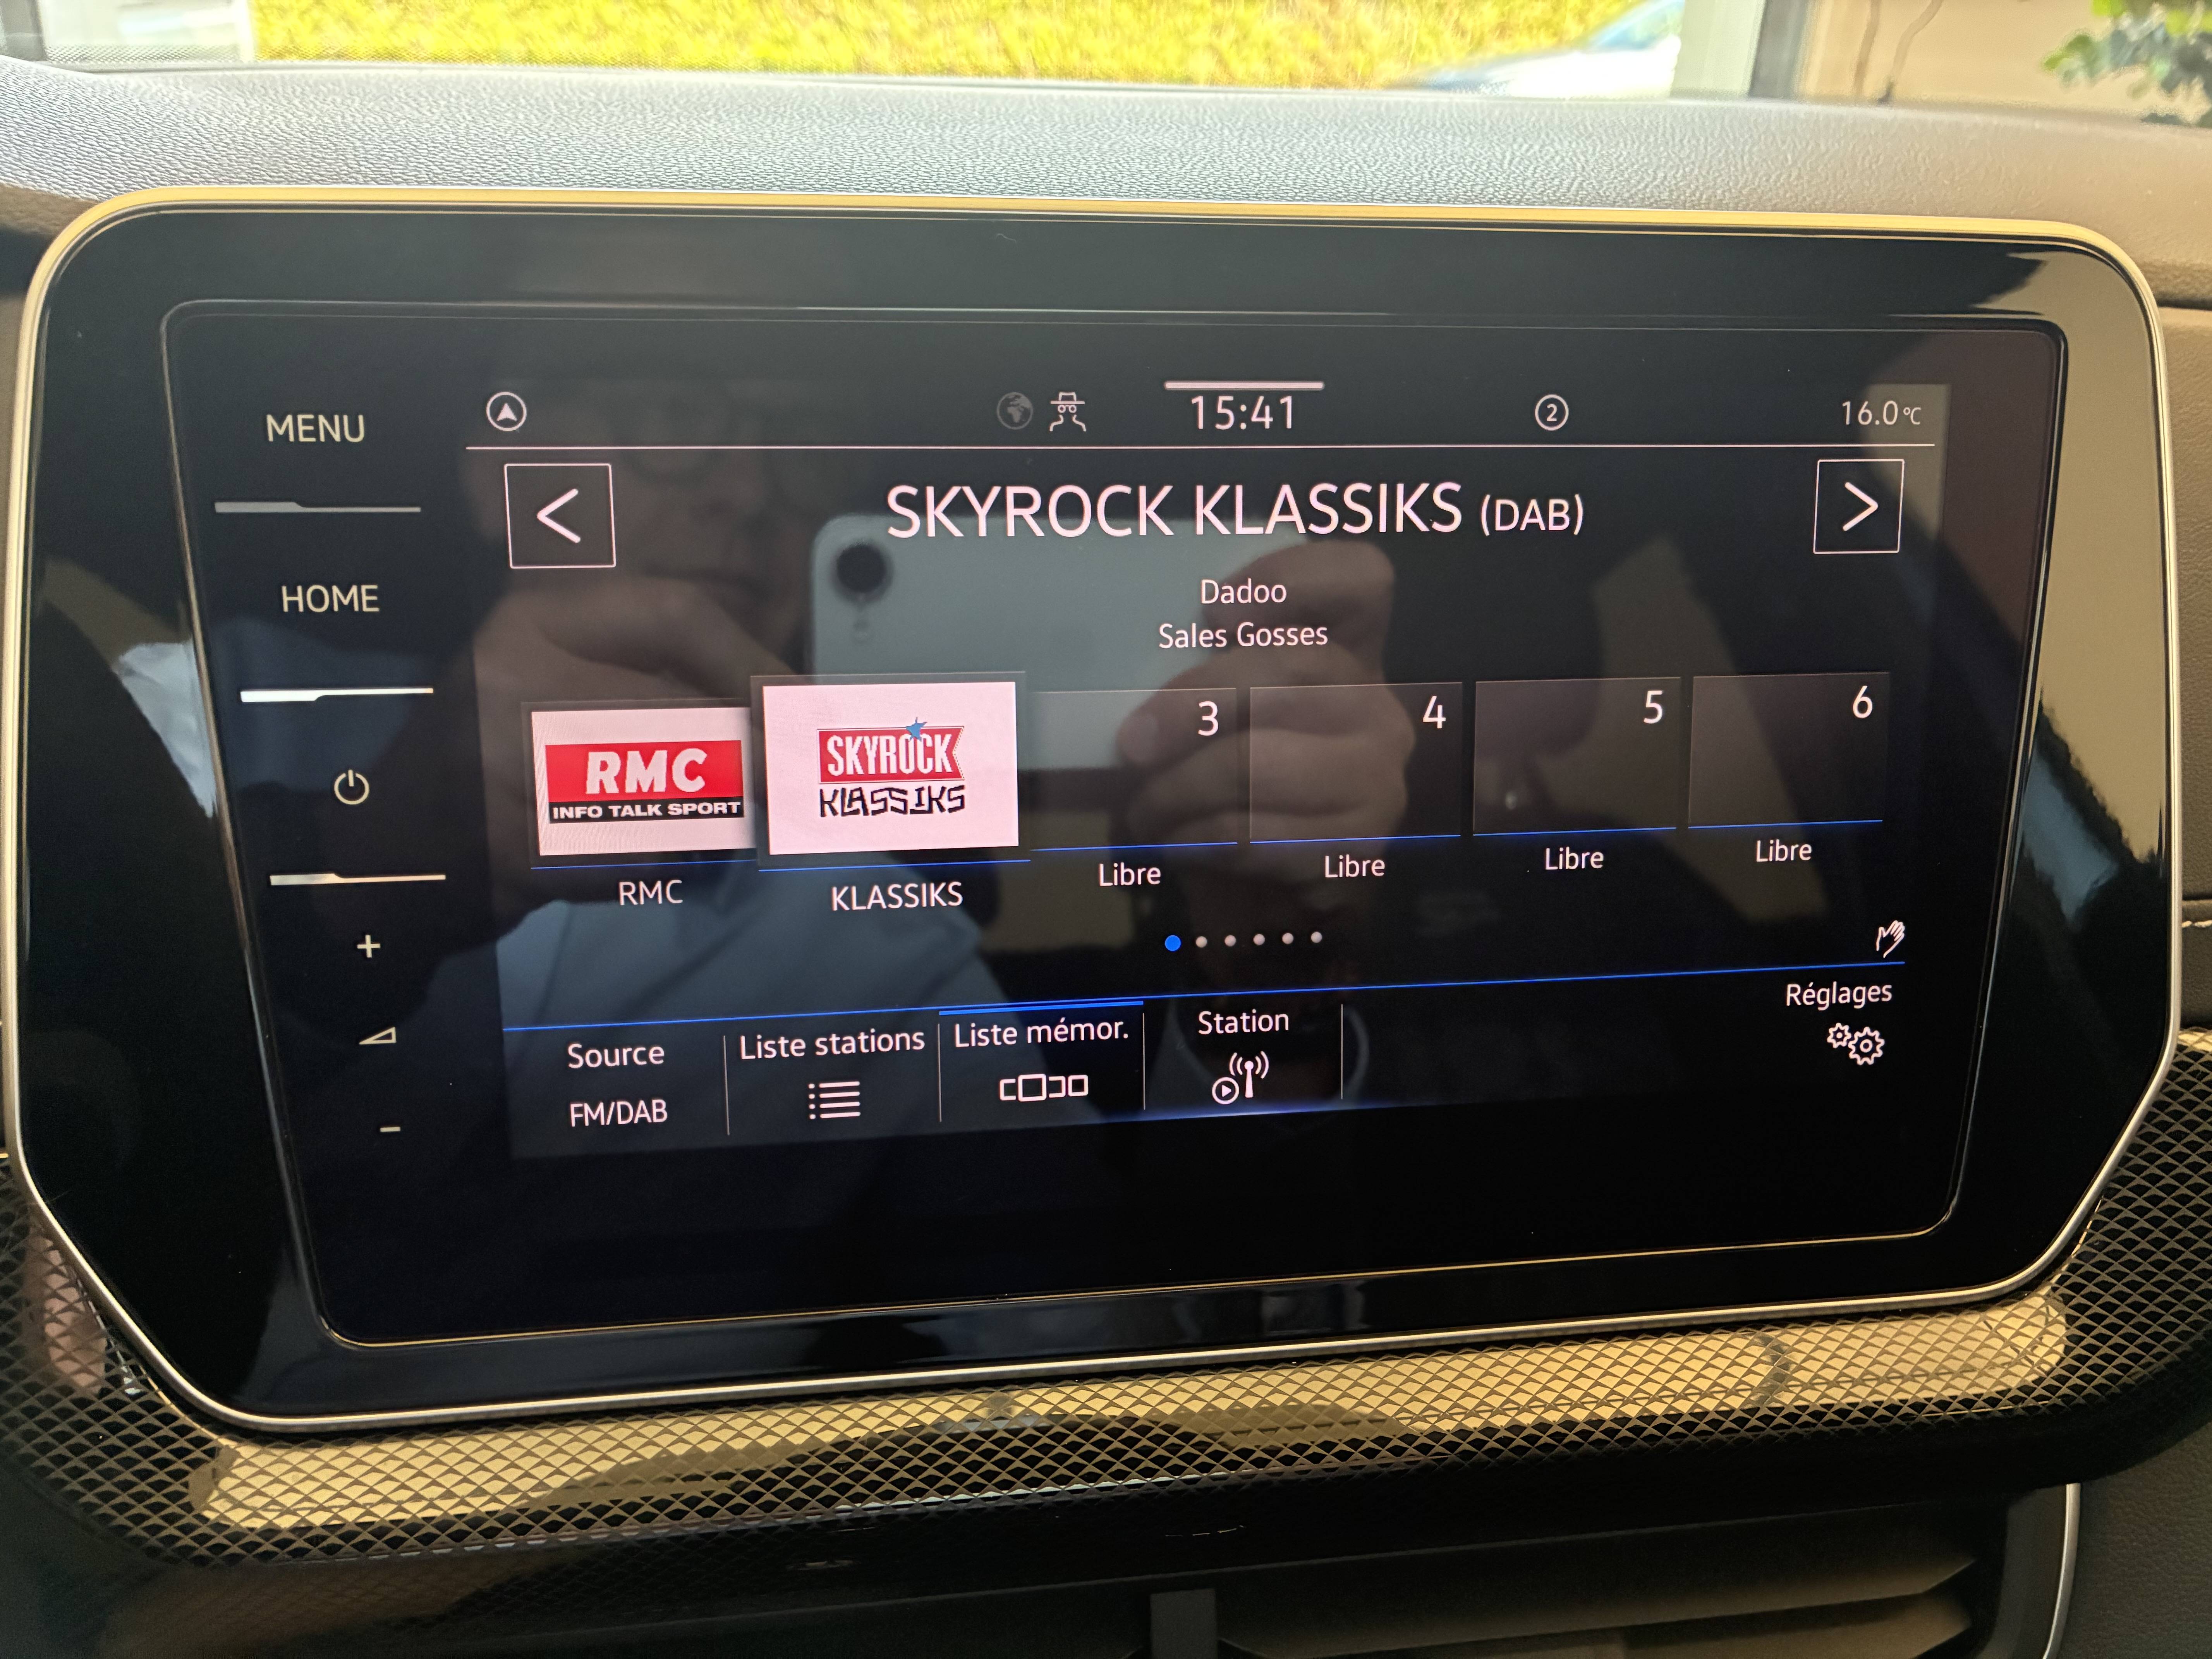 MENU
HOME
+
−
15:41
2
16.0°C
<
SKYROCK KLASSIKS (DAB)
>
Dadoo
Sales Gosses
RMC
INFO TALK SPORT
SKYROCK
KLASSIKS
3
4
5
6
RMC
KLASSIKS
Libre
Libre
Libre
Libre
Source
FM/DAB
Liste stations
Liste mémor.
Station
Réglages